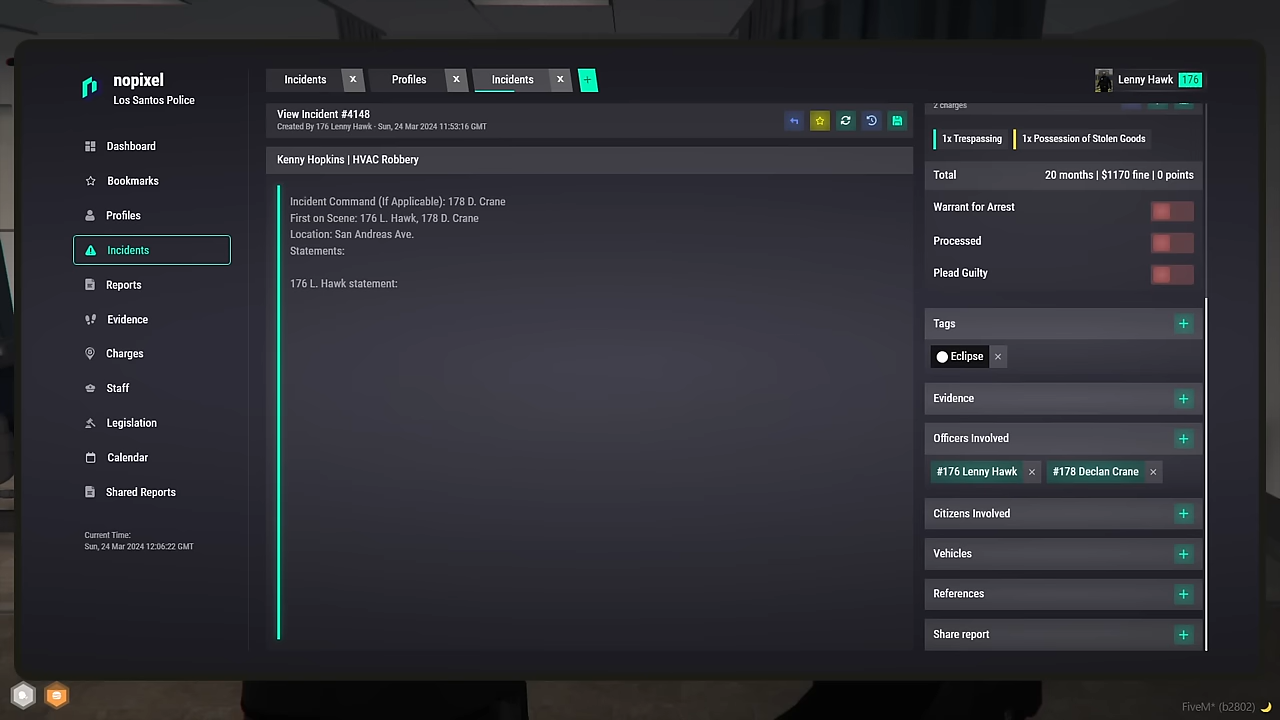 nopixel
Los Santos Police
Dashboard
Bookmarks
Profiles
Incidents
Reports
Evidence
Charges
Staff
Legislation
Calendar
Shared Reports
Current Time:
Sun, 24 Mar 2024 12:06:22 GMT
Incidents x Profiles x Incidents x +
Lenny Hawk 176
View Incident #4148
Created By 176 Lenny Hawk · Sun, 24 Mar 2024 11:53:16 GMT
Kenny Hopkins | HVAC Robbery
Incident Command (If Applicable): 178 D. Crane
First on Scene: 176 L. Hawk, 178 D. Crane
Location: San Andreas Ave.
Statements:
176 L. Hawk statement:
2 charges
1x Trespassing 1x Possession of Stolen Goods
Total 20 months | $1170 fine | 0 points
Warrant for Arrest
Processed
Plead Guilty
Tags +
Eclipse ×
Evidence +
Officers Involved +
#176 Lenny Hawk × #178 Declan Crane ×
Citizens Involved +
Vehicles +
References +
Share report +
FiveM* (b2802)